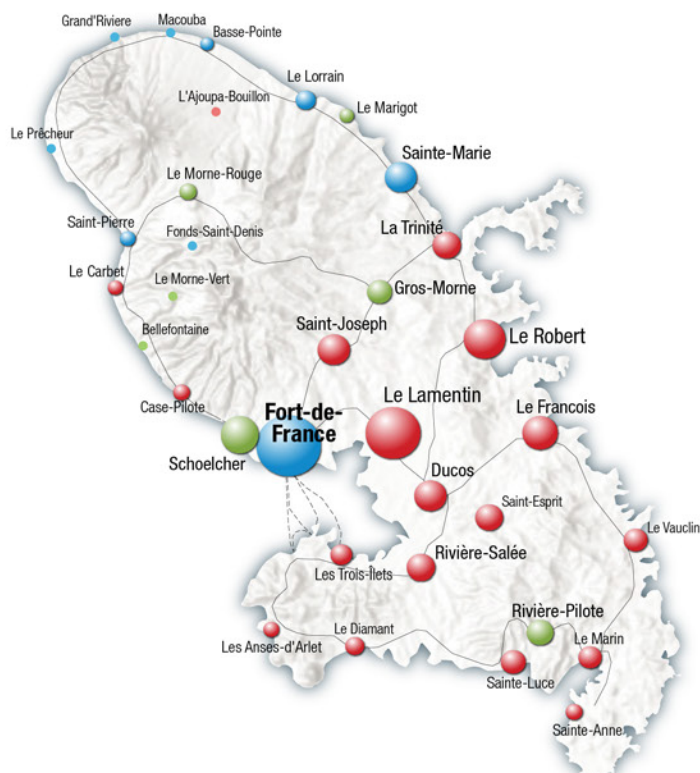 Grand'Riviere
Macouba
Basse-Pointe
Le Lorrain
L'Ajoupa-Bouillon
Le Marigot
Le Prêcheur
Sainte-Marie
Le Morne-Rouge
Saint-Pierre
Fonds-Saint-Denis
La Trinité
Le Carbet
Le Morne-Vert
Gros-Morne
Bellefontaine
Saint-Joseph
Le Robert
Case-Pilote
Le Lamentin
Le Francois
Fort-de-
France
Schoelcher
Ducos
Saint-Esprit
Le Vauclin
Rivière-Salée
Les Trois-Îlets
Rivière-Pilote
Le Diamant
Le Marin
Les Anses-d'Arlet
Sainte-Luce
Sainte-Anne